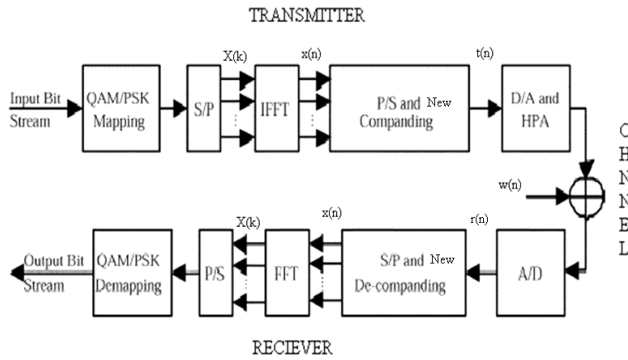 TRANSMITTER
X(k)
x(n)
t(n)
Input Bit
Stream
QAM/PSK
Mapping
S/P
IFFT
P/S and New
Companding
D/A and
HPA
w(n)
C
H
N
N
E
L
X(k)
x(n)
r(n)
Output Bit
Stream
QAM/PSK
Demapping
P/S
FFT
S/P and New
De-companding
A/D
RECIEVER